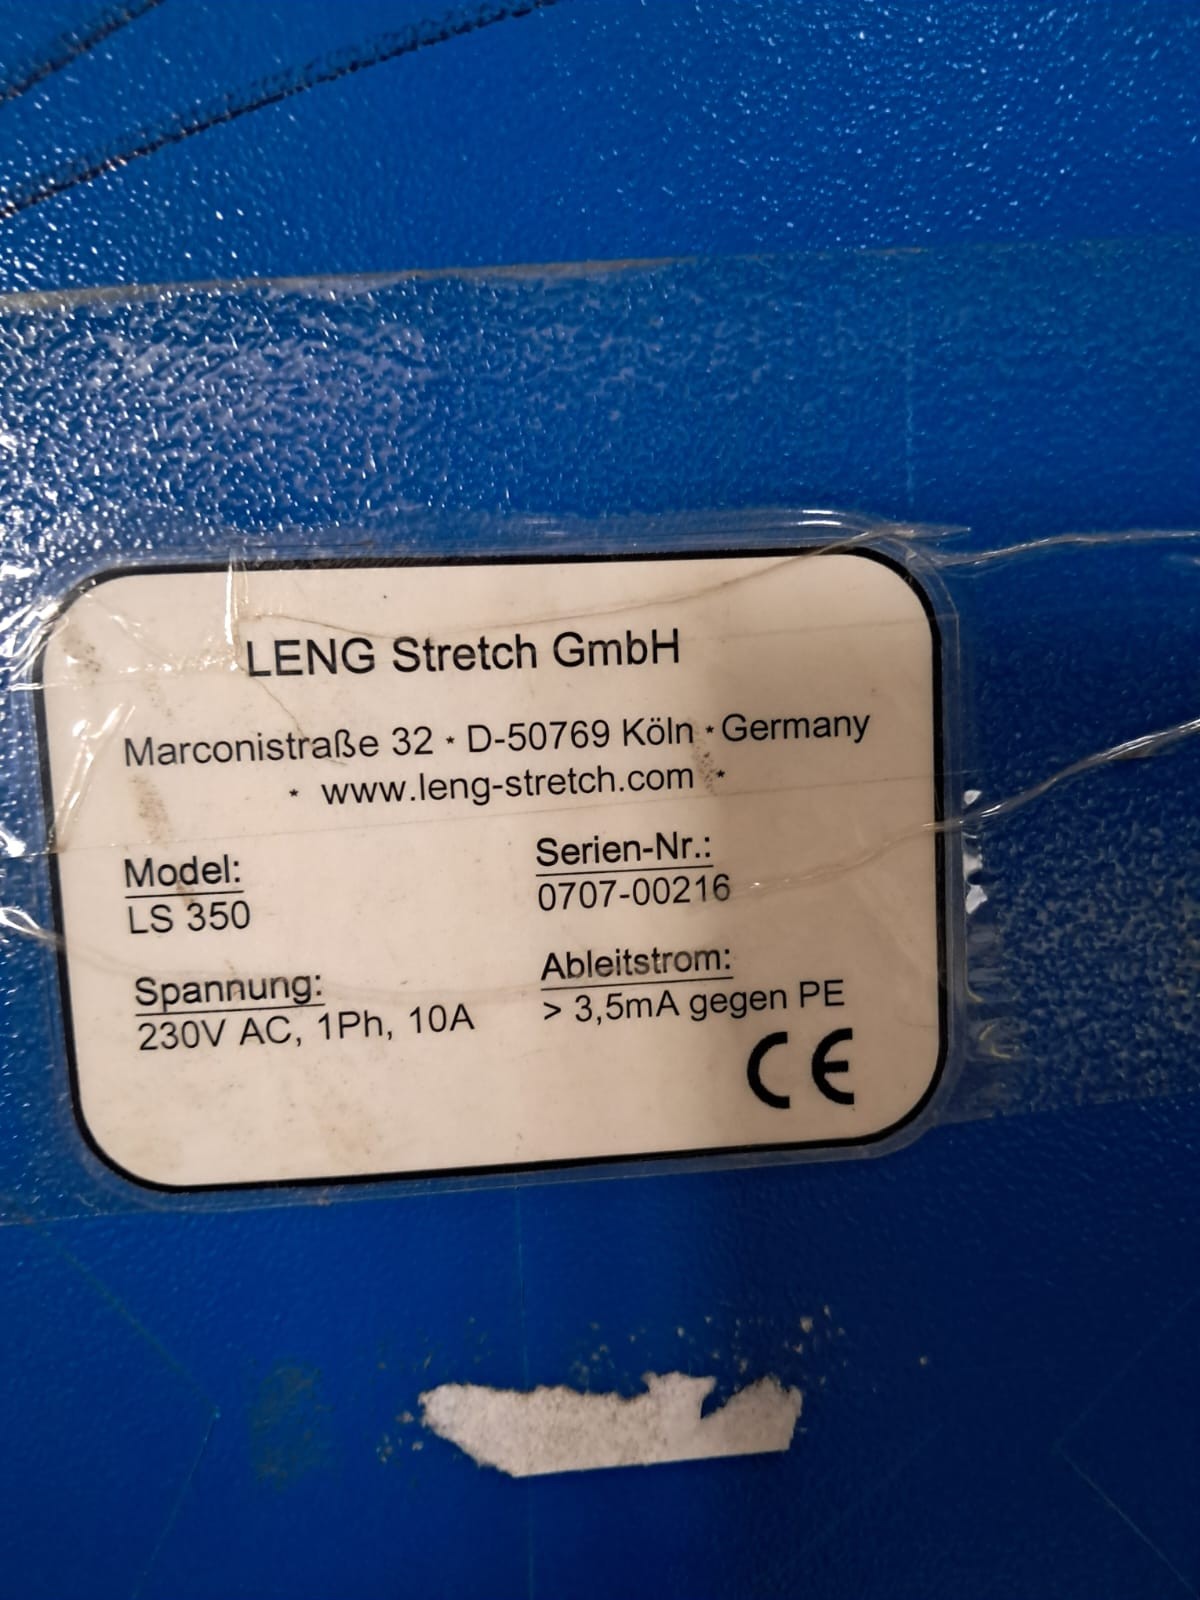 LENG Stretch GmbH
Marconistraße 32 * D-50769 Köln * Germany
* www.leng-stretch.com *
Model:
LS 350
Serien-Nr.:
0707-00216
Spannung:
230V AC, 1Ph, 10A
Ableitstrom:
> 3,5mA gegen PE
CE